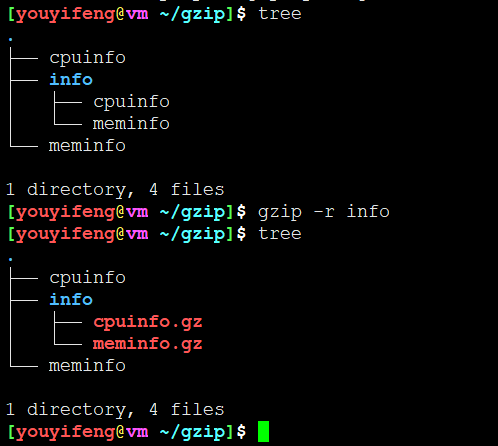 [youyifeng@vm ~/gzip]$ tree
.
├── cpuinfo
├── info
│   ├── cpuinfo
│   └── meminfo
└── meminfo

1 directory, 4 files
[youyifeng@vm ~/gzip]$ gzip -r info
[youyifeng@vm ~/gzip]$ tree
.
├── cpuinfo
├── info
│   ├── cpuinfo.gz
│   └── meminfo.gz
└── meminfo

1 directory, 4 files
[youyifeng@vm ~/gzip]$